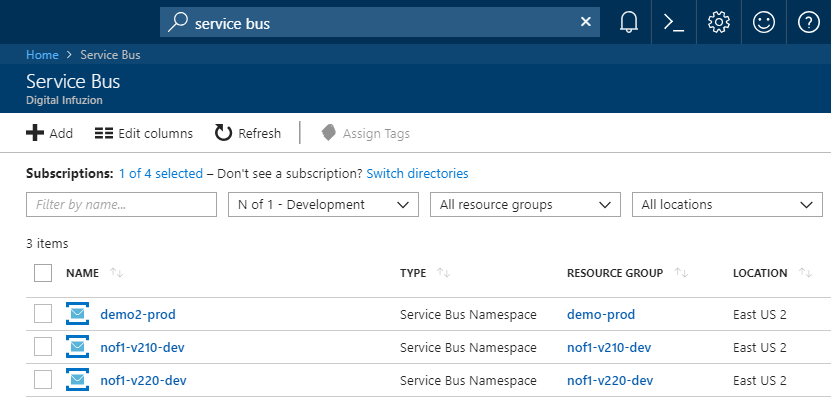 service bus
Home > Service Bus
Service Bus
Digital Infuzion
Add Edit columns Refresh Assign Tags
Subscriptions: 1 of 4 selected – Don't see a subscription? Switch directories
Filter by name... N of 1 - Development All resource groups All locations
3 items
NAME TYPE RESOURCE GROUP LOCATION
demo2-prod Service Bus Namespace demo-prod East US 2
nof1-v210-dev Service Bus Namespace nof1-v210-dev East US 2
nof1-v220-dev Service Bus Namespace nof1-v220-dev East US 2